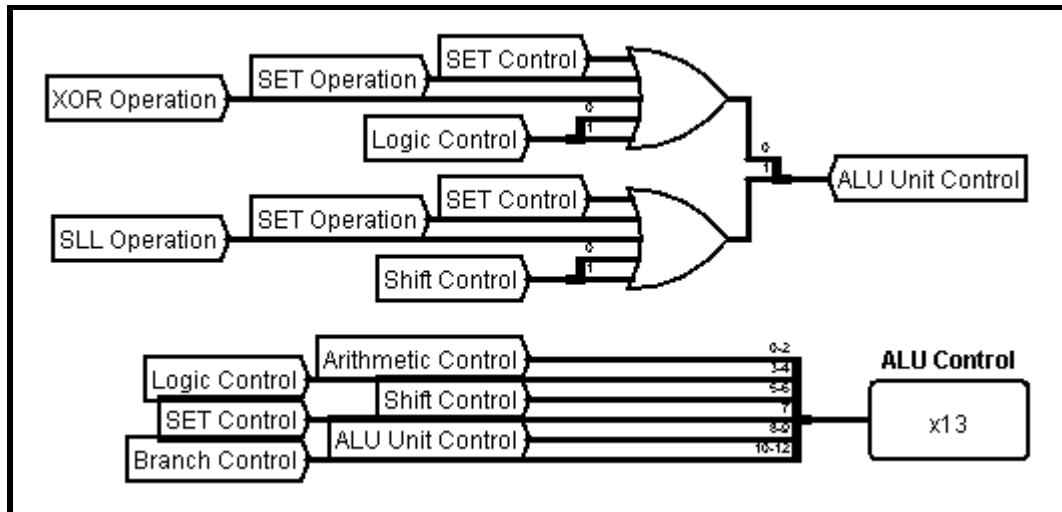 SET Control
SET Operation
XOR Operation
0
1
Logic Control
0
1
ALU Unit Control
SET Control
SET Operation
SLL Operation
0
1
Shift Control
Arithmetic Control
0-2
ALU Control
Logic Control
3-4
Shift Control
5-6
SET Control
7
x13
ALU Unit Control
8-9
Branch Control
10-12